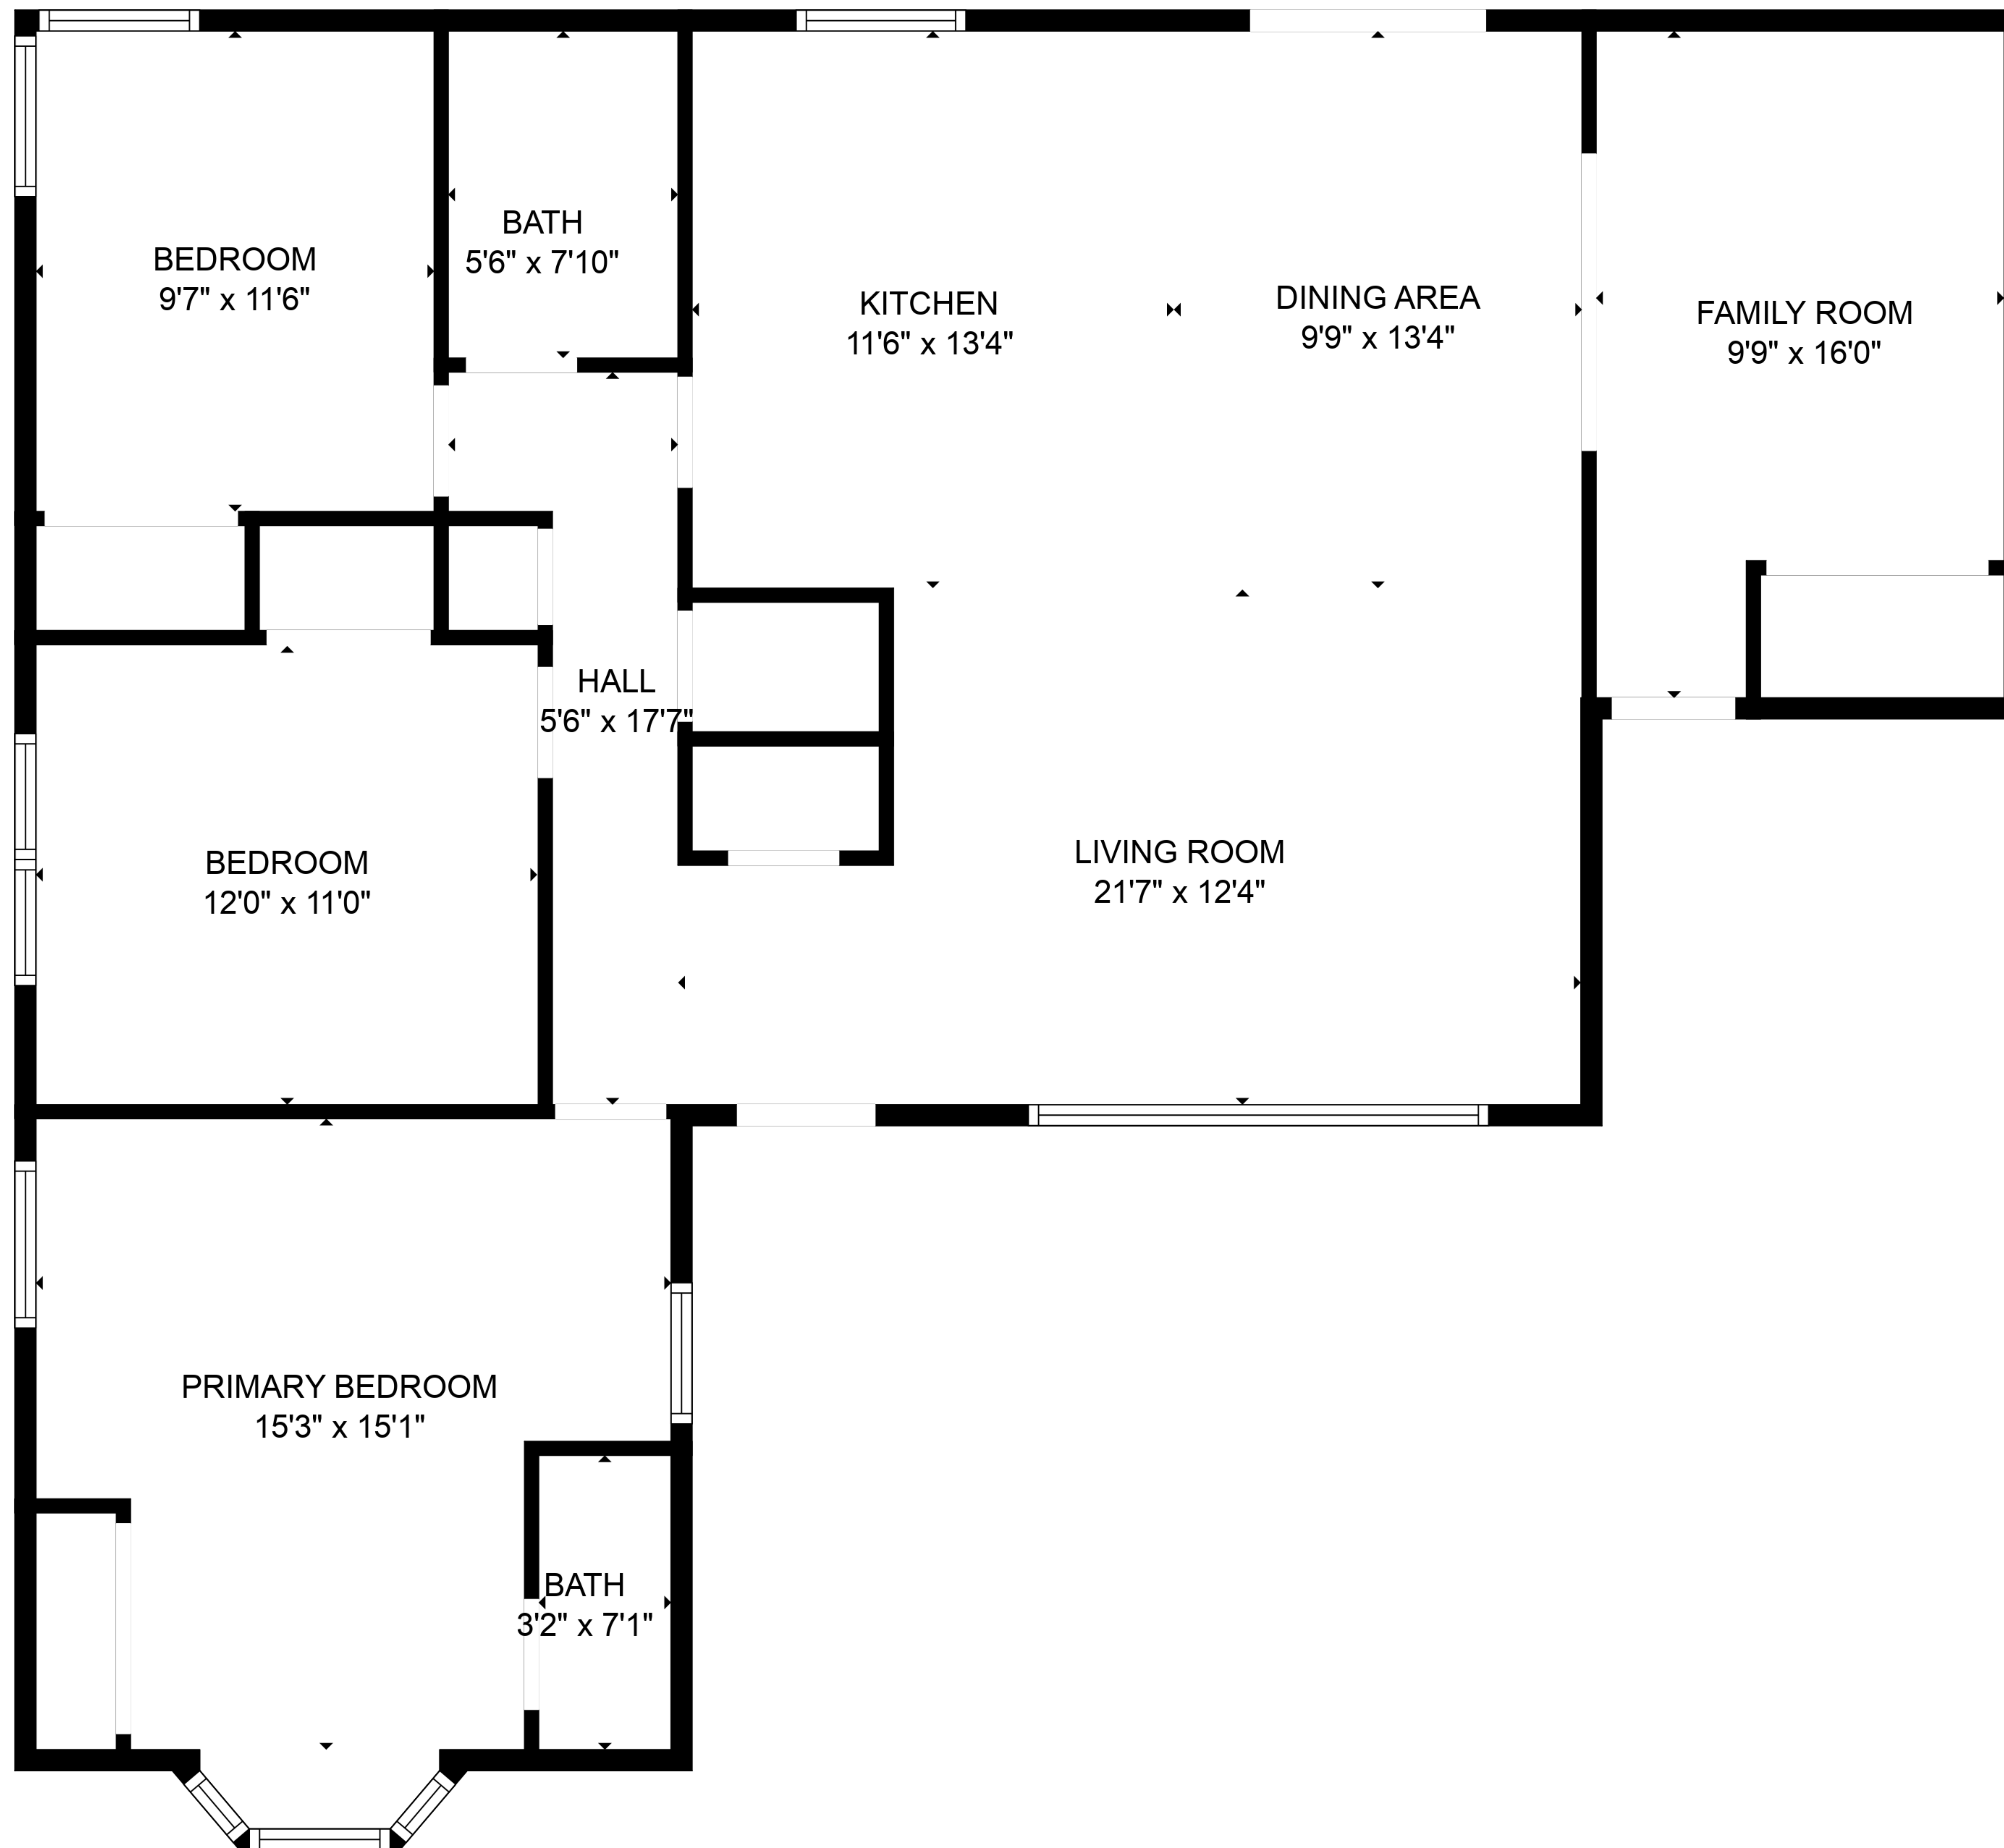 BATH
5'6" x 7'10"
BEDROOM
9'7" x 11'6"
KITCHEN
11'6" x 13'4"
DINING AREA
9'9" x 13'4"
FAMILY ROOM
9'9" x 16'0"
HALL
5'6" x 17'7"
BEDROOM
12'0" x 11'0"
LIVING ROOM
21'7" x 12'4"
PRIMARY BEDROOM
15'3" x 15'1"
BATH
3'2" x 7'1"